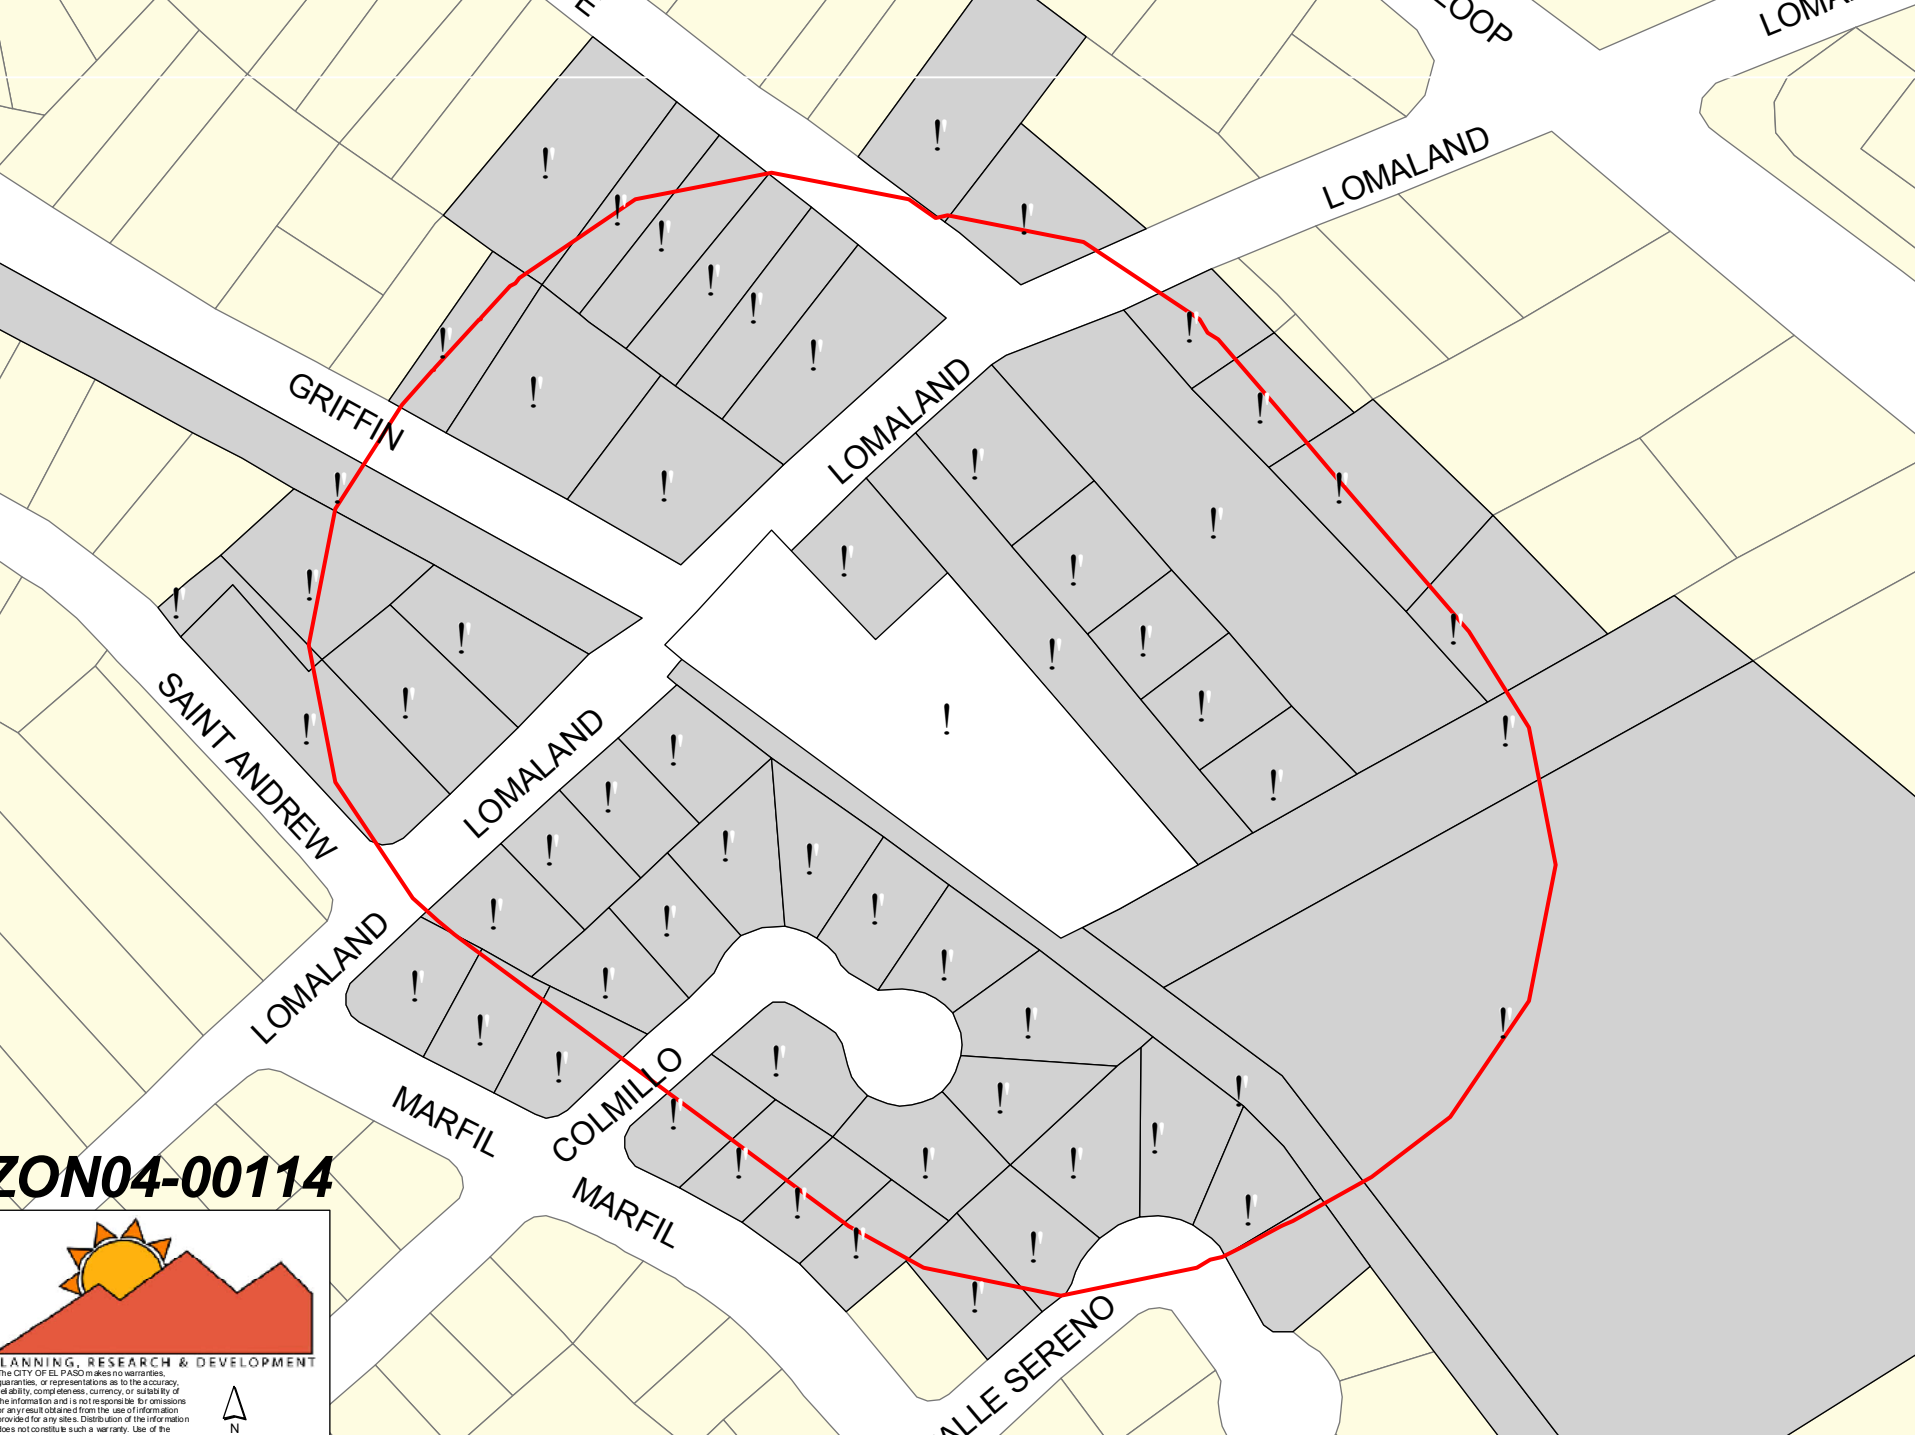 E
LOOP
LOMALAND
GRIFFIN
LOMALAND
SAINT ANDREW
LOMALAND
LOMALAND
COLMILLO
MARFIL
MARFIL
ALLE SERENO
ZON04-00114
LANNING, RESEARCH & DEVELOPMENT
The CITY OF EL PASO makes no warranties,
guaranties, or representations as to the accuracy,
eliability, completeness, currency, or suitability of
he information and is not responsible for omissions
or any result obtained from the use of information
provided for any sites. Distribution of the information
does not constitute such a warranty. Use of the
N